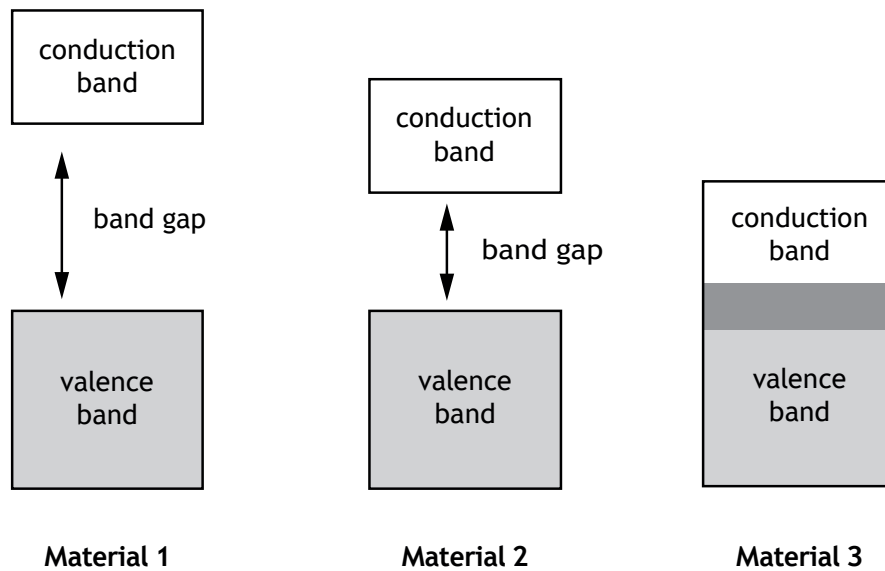 conduction
band
band gap
valence
band
Material 1
conduction
band
band gap
valence
band
Material 2
conduction
band
valence
band
Material 3